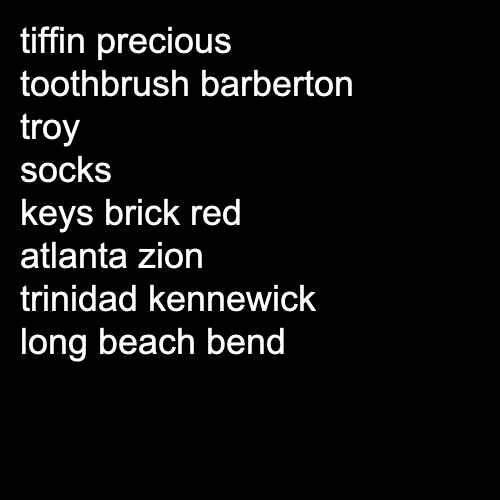 tiffin precious
toothbrush barberton
troy
socks
keys brick red
atlanta zion
trinidad kennewick
long beach bend